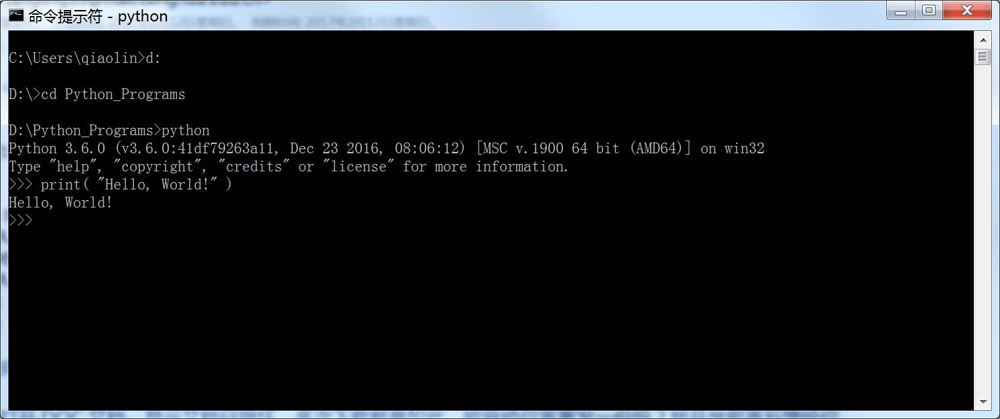 命令提示符 - python
C:\Users\qiaolin>d:
D:\>cd Python_Programs
D:\Python_Programs>python
Python 3.6.0 (v3.6.0:41df79263a11, Dec 23 2016, 08:06:12) [MSC v.1900 64 bit (AMD64)] on win32
Type "help", "copyright", "credits" or "license" for more information.
>>> print( "Hello, World!" )
Hello, World!
>>>